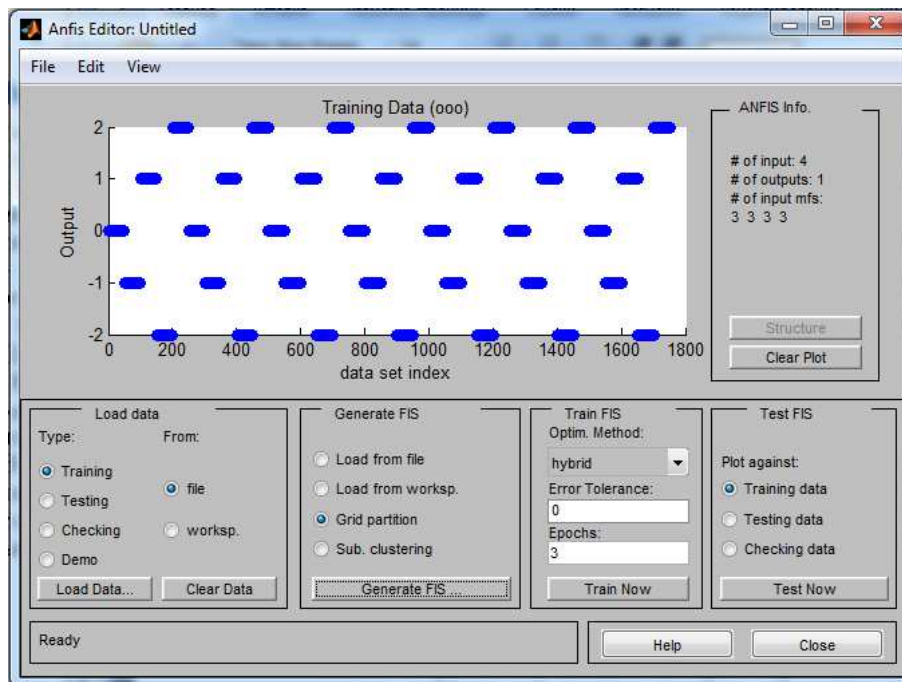 Anfis Editor: Untitled
File Edit View
Training Data (ooo)
2
1
0
-1
-2
Output
0 200 400 600 800 1000 1200 1400 1600 1800
data set index
ANFIS Info.
# of input: 4
# of outputs: 1
# of input mfs:
3 3 3 3
Structure
Clear Plot
Load data
Type: From:
Training
Testing
Checking
Demo
file
worksp.
Load Data... Clear Data
Generate FIS
Load from file
Load from worksp.
Grid partition
Sub. clustering
Generate FIS ...
Train FIS
Optim. Method:
hybrid
Error Tolerance:
0
Epochs:
3
Train Now
Test FIS
Plot against:
Training data
Testing data
Checking data
Test Now
Ready
Help Close